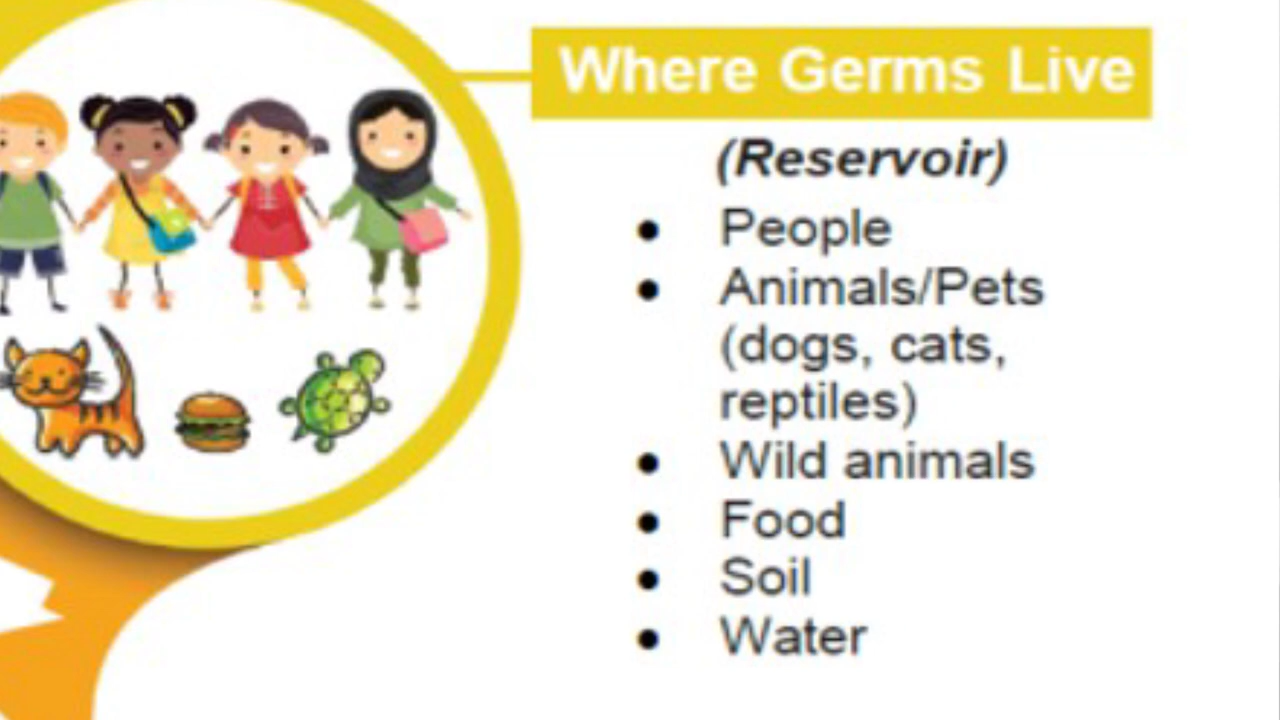 Where Germs Live
(Reservoir)
● People
● Animals/Pets
(dogs, cats,
reptiles)
● Wild animals
● Food
● Soil
● Water